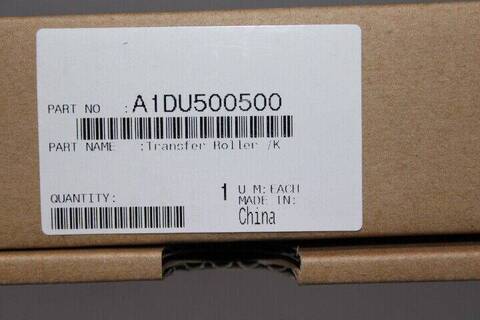 PART NO :A1DU500500
PART NAME :Transfer Roller /K
QUANTITY: 1 U M:EACH
MADE IN:
China